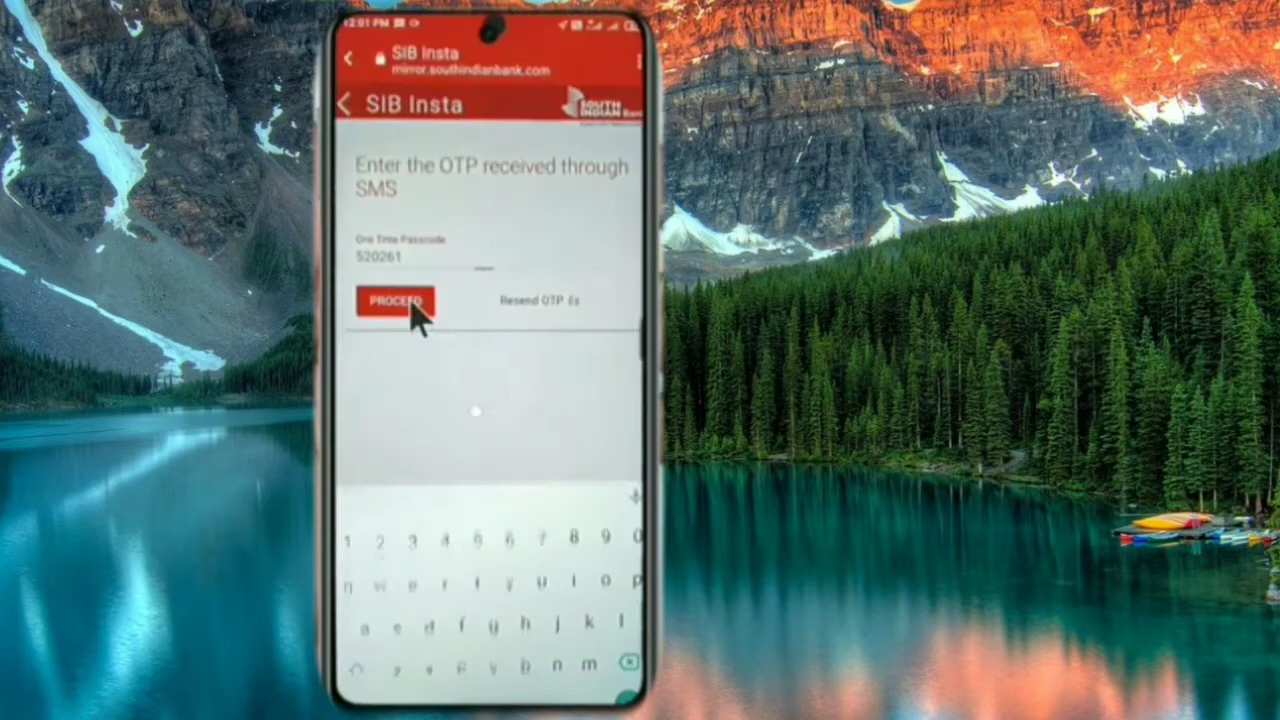 12:01 PM
SIB Insta
mirror.southindianbank.com
SIB Insta
SOUTH
INDIAN Bank
Enter the OTP received through
SMS
One Time Passcode
520261
PROCEED
Resend OTP
1 2 3 4 5 6 7 8 9 0
q w e r t y u i o p
a s d f g h j k l
b n m